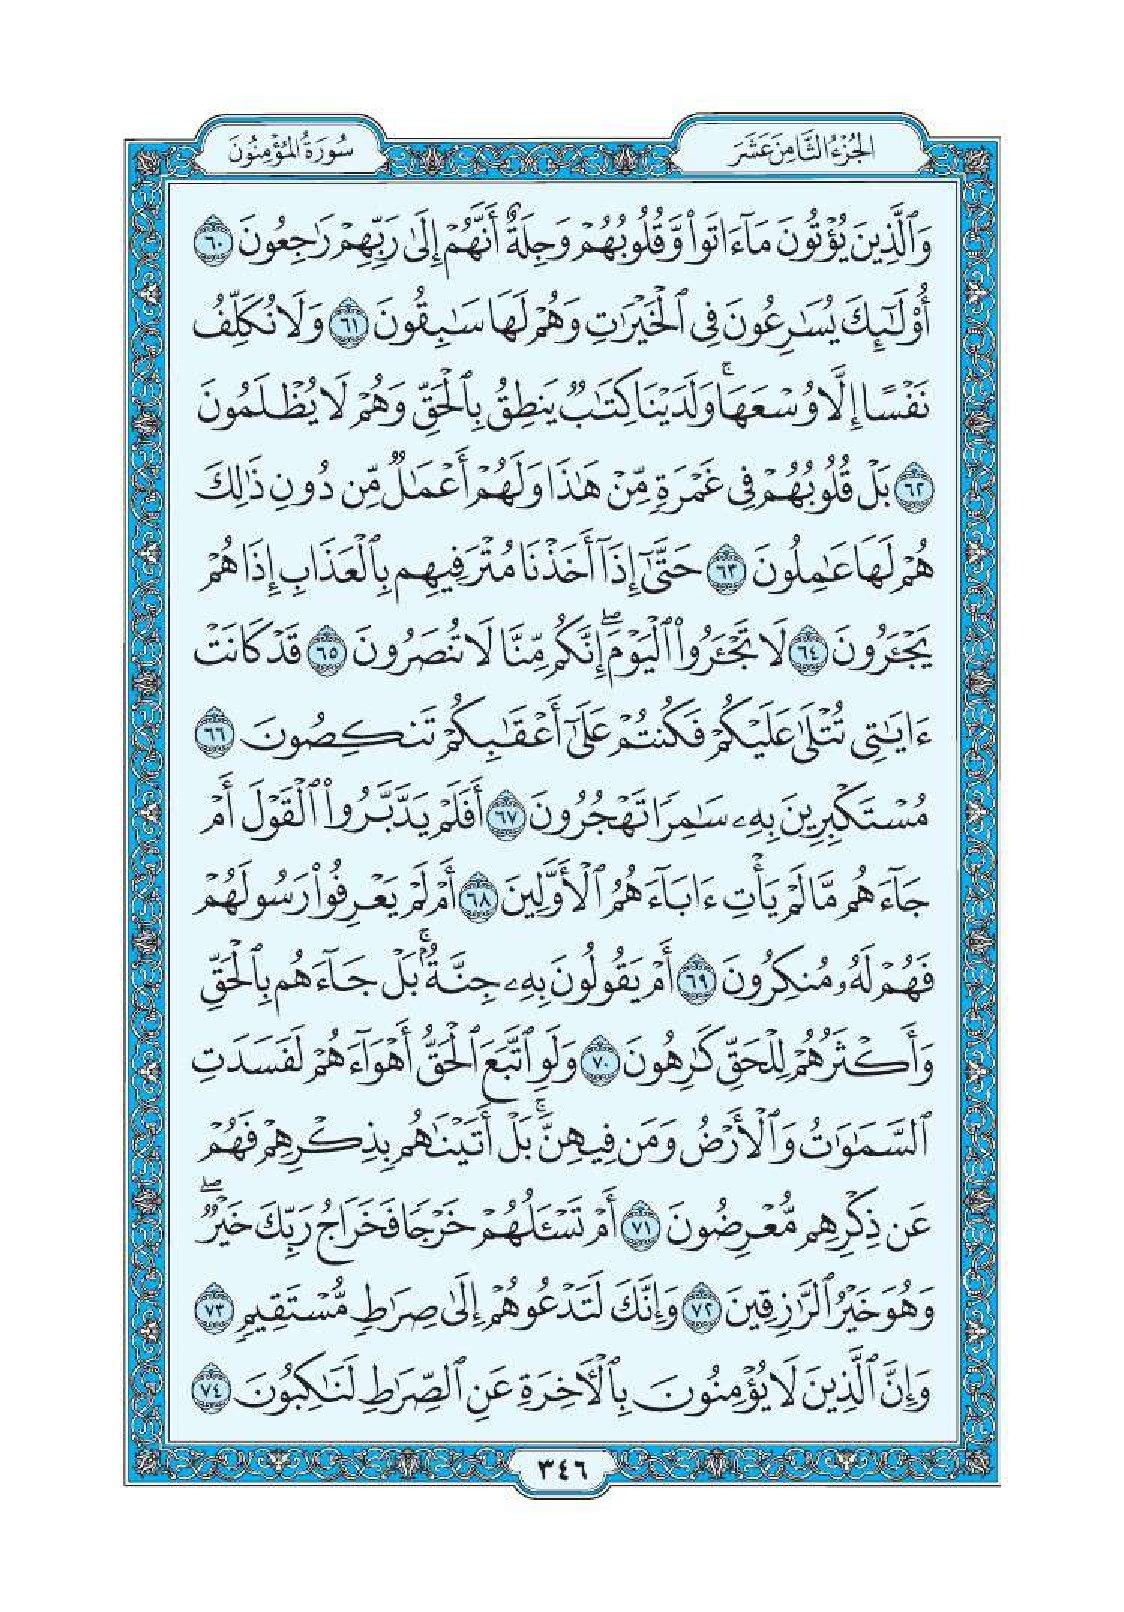 الجُزْءُ الثَّامِنَ عَشَرَ
سُورَةُ المُؤْمِنُونَ
وَٱلَّذِينَ يُؤْتُونَ مَآ ءَاتَوا۟ وَّقُلُوبُهُمْ وَجِلَةٌ أَنَّهُمْ إِلَىٰ رَبِّهِمْ رَٰجِعُونَ ٦٠
أُو۟لَـٰٓئِكَ يُسَـٰرِعُونَ فِى ٱلْخَيْرَٰتِ وَهُمْ لَهَا سَـٰبِقُونَ ٦١ وَلَا نُكَلِّفُ
نَفْسًا إِلَّا وُسْعَهَا ۚ وَلَدَيْنَا كِتَـٰبٌ يَنطِقُ بِٱلْحَقِّ وَهُمْ لَا يُظْلَمُونَ
٦٢ بَلْ قُلُوبُهُمْ فِى غَمْرَةٍ مِّنْ هَـٰذَا وَلَهُمْ أَعْمَـٰلٌ مِّن دُونِ ذَٰلِكَ
هُمْ لَهَا عَـٰمِلُونَ ٦٣ حَتَّىٰٓ إِذَآ أَخَذْنَا مُتْرَفِيهِم بِٱلْعَذَابِ إِذَا هُمْ
يَجْـَٔرُونَ ٦٤ لَا تَجْـَٔرُوا۟ ٱلْيَوْمَ ۖ إِنَّكُم مِّنَّا لَا تُنصَرُونَ ٦٥ قَدْ كَانَتْ
ءَايَـٰتِى تُتْلَىٰ عَلَيْكُمْ فَكُنتُمْ عَلَىٰٓ أَعْقَـٰبِكُمْ تَنكِصُونَ ٦٦
مُسْتَكْبِرِينَ بِهِۦ سَـٰمِرًا تَهْجُرُونَ ٦٧ أَفَلَمْ يَدَّبَّرُوا۟ ٱلْقَوْلَ أَمْ
جَآءَهُم مَّا لَمْ يَأْتِ ءَابَآءَهُمُ ٱلْأَوَّلِينَ ٦٨ أَمْ لَمْ يَعْرِفُوا۟ رَسُولَهُمْ
فَهُمْ لَهُۥ مُنكِرُونَ ٦٩ أَمْ يَقُولُونَ بِهِۦ جِنَّةٌۢ ۚ بَلْ جَآءَهُم بِٱلْحَقِّ
وَأَكْثَرُهُمْ لِلْحَقِّ كَـٰرِهُونَ ٧٠ وَلَوِ ٱتَّبَعَ ٱلْحَقُّ أَهْوَآءَهُمْ لَفَسَدَتِ
ٱلسَّمَـٰوَٰتُ وَٱلْأَرْضُ وَمَن فِيهِنَّ ۚ بَلْ أَتَيْنَـٰهُم بِذِكْرِهِمْ فَهُمْ
عَن ذِكْرِهِم مُّعْرِضُونَ ٧١ أَمْ تَسْـَٔلُهُمْ خَرْجًا فَخَرَاجُ رَبِّكَ خَيْرٌ ۖ
وَهُوَ خَيْرُ ٱلرَّٰزِقِينَ ٧٢ وَإِنَّكَ لَتَدْعُوهُمْ إِلَىٰ صِرَٰطٍ مُّسْتَقِيمٍ ٧٣
وَإِنَّ ٱلَّذِينَ لَا يُؤْمِنُونَ بِٱلْـَٔاخِرَةِ عَنِ ٱلصِّرَٰطِ لَنَـٰكِبُونَ ٧٤
٣٤٦